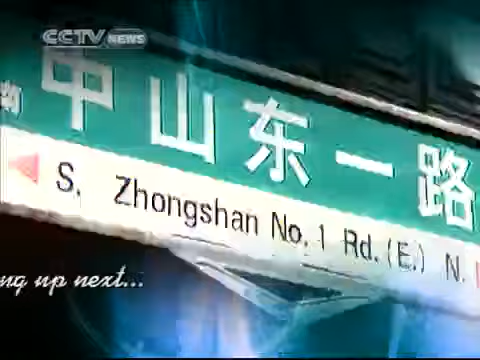 CCTV NEWS
中山东一路
S. Zhongshan No. 1 Rd. (E.) N.
up next...